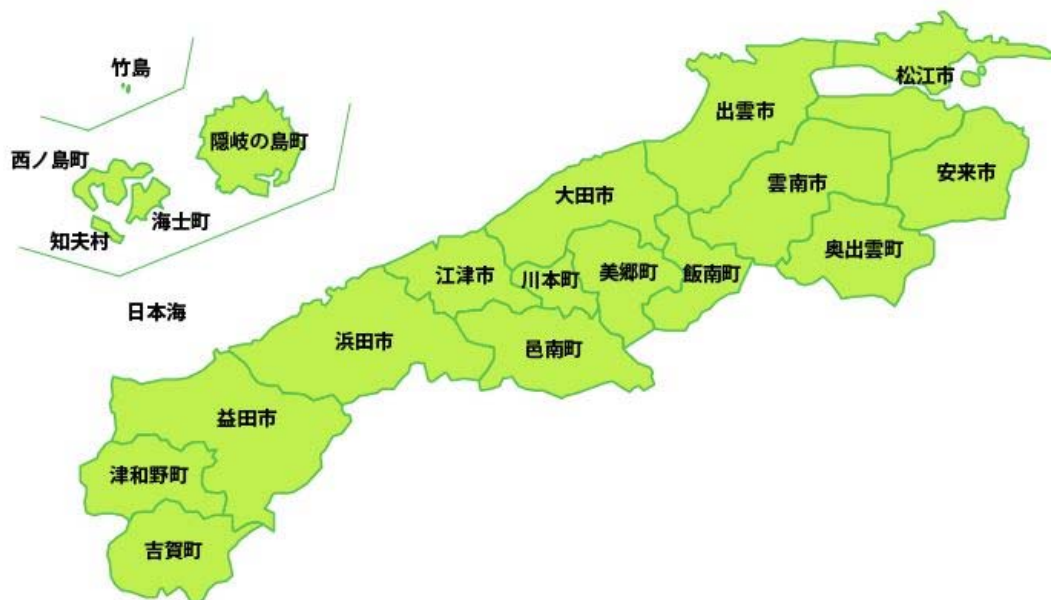 竹島
隠岐の島町
西ノ島町
海士町
知夫村
日本海
松江市
出雲市
安来市
雲南市
大田市
奥出雲町
江津市
川本町
美郷町
飯南町
浜田市
邑南町
益田市
津和野町
吉賀町